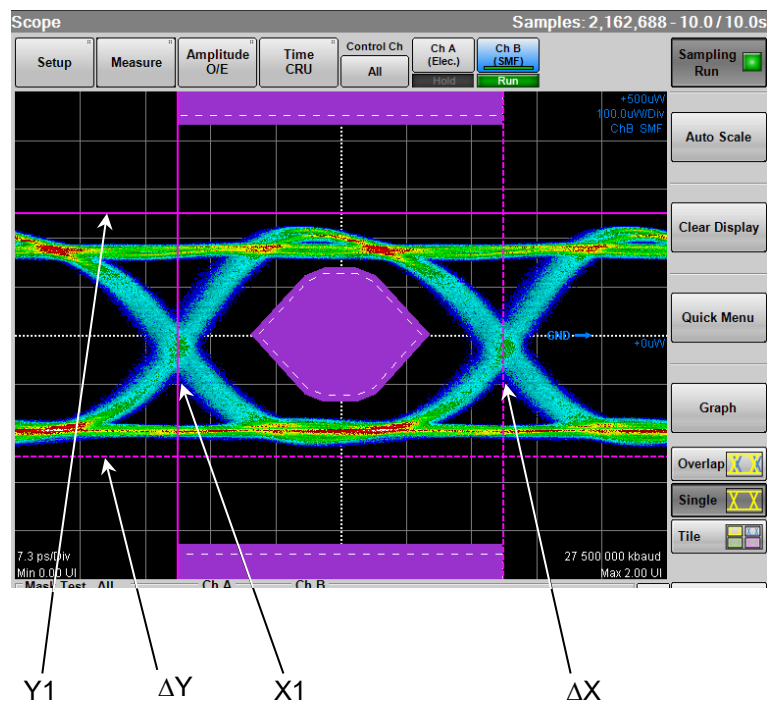 Scope
Samples: 2,162,688 - 10.0 / 10.0s
Setup
Measure
Amplitude
O/E
Time
CRU
Control Ch
All
Ch A
(Elec.)
Hold
Ch B
(SMF)
Run
Sampling
Run
+500uW
100.0uW/Div
ChB SMF
Auto Scale
Clear Display
Quick Menu
GND
+0uW
Graph
Overlap
Single
Tile
7.3 ps/Div
Min 0.00 UI
27 500 000 kbaud
Max 2.00 UI
Mask Test All Ch A Ch B
Y1
ΔY
X1
ΔX